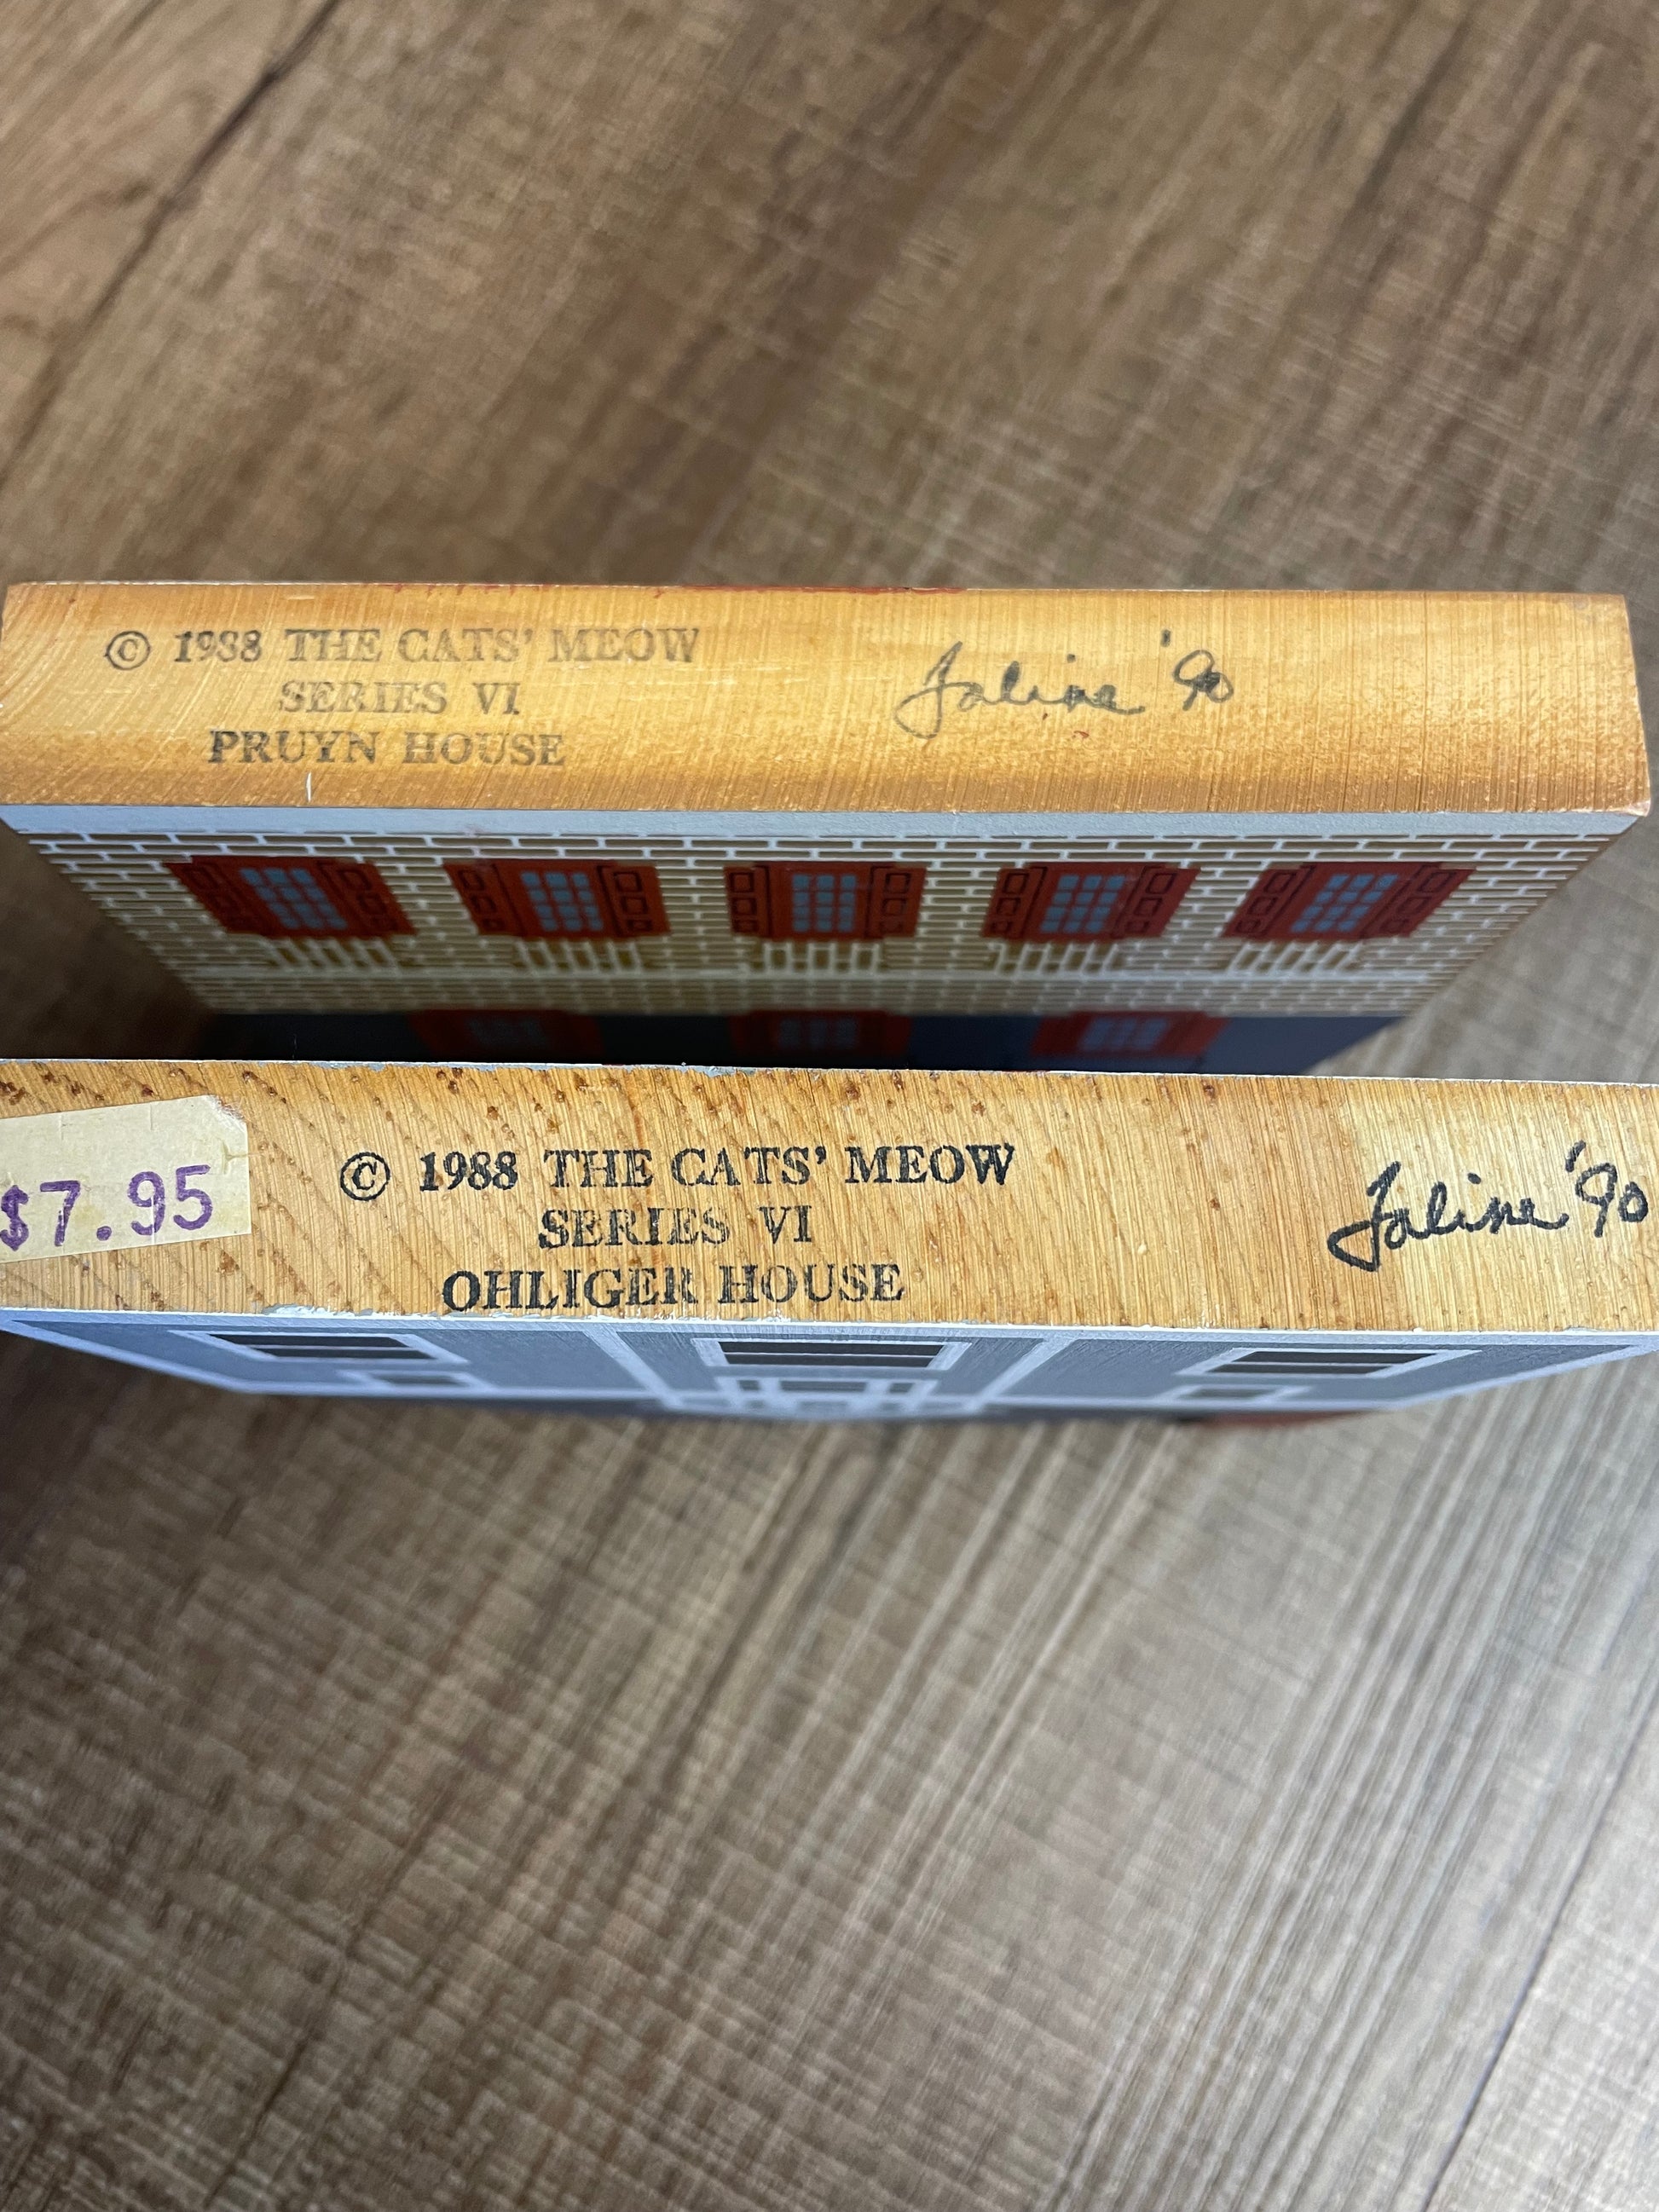 © 1988 THE CATS' MEOW
SERIES VI
PRUYN HOUSE
Faline '90
$7.95
© 1988 THE CATS' MEOW
SERIES VI
OHLIGER HOUSE
Faline '90